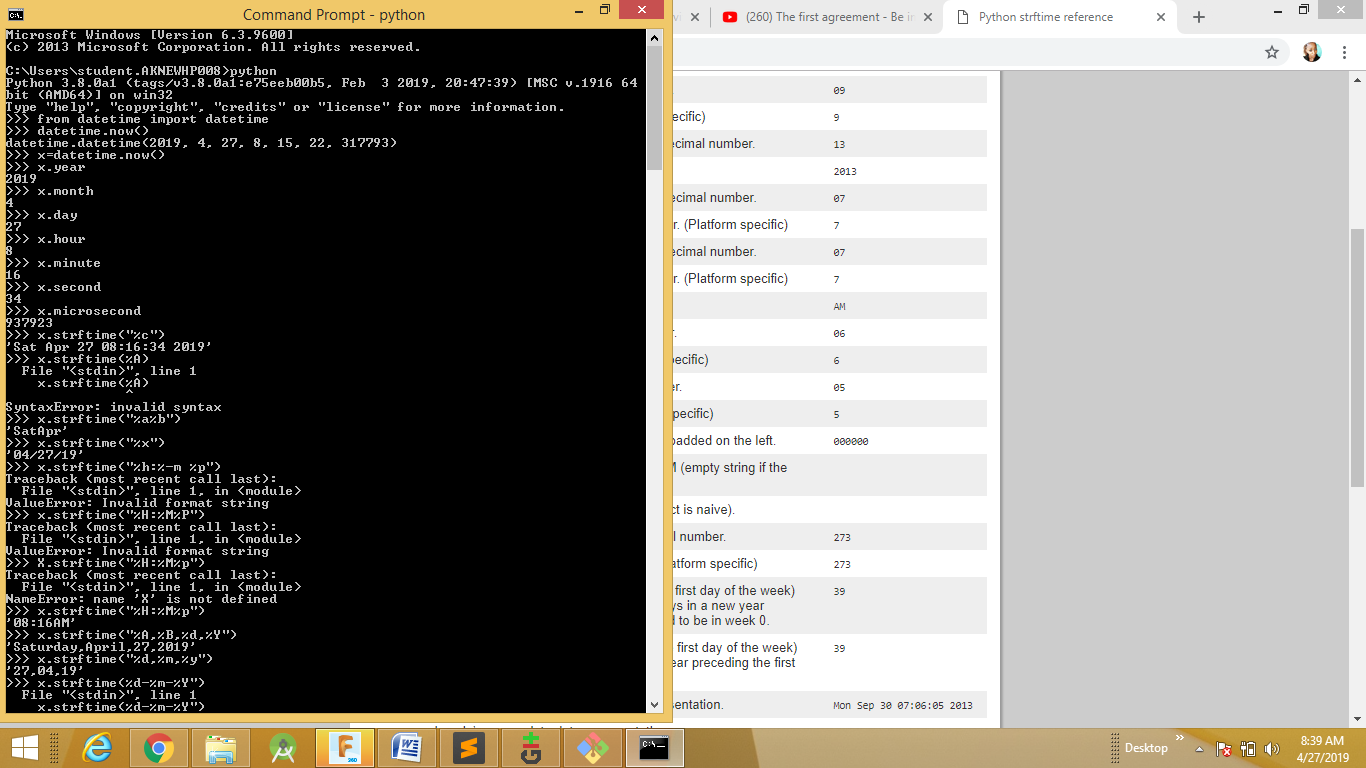 Command Prompt - python
Microsoft Windows [Version 6.3.9600]
(c) 2013 Microsoft Corporation. All rights reserved.
C:\Users\student.AKNEWHP008>python
Python 3.8.0a1 (tags/v3.8.0a1:e75eeb00b5, Feb  3 2019, 20:47:39) [MSC v.1916 64
bit (AMD64)] on win32
Type "help", "copyright", "credits" or "license" for more information.
>>> from datetime import datetime
>>> datetime.now()
datetime.datetime(2019, 4, 27, 8, 15, 22, 317793)
>>> x=datetime.now()
>>> x.year
2019
>>> x.month
4
>>> x.day
27
>>> x.hour
8
>>> x.minute
16
>>> x.second
34
>>> x.microsecond
937923
>>> x.strftime("%c")
'Sat Apr 27 08:16:34 2019'
>>> x.strftime(%A)
  File "<stdin>", line 1
    x.strftime(%A)
               ^
SyntaxError: invalid syntax
>>> x.strftime("%a%b")
'SatApr'
>>> x.strftime("%x")
'04/27/19'
>>> x.strftime("%h:%-m %p")
Traceback (most recent call last):
  File "<stdin>", line 1, in <module>
ValueError: Invalid format string
>>> x.strftime("%H:%M%P")
Traceback (most recent call last):
  File "<stdin>", line 1, in <module>
ValueError: Invalid format string
>>> X.strftime("%H:%M%p")
Traceback (most recent call last):
  File "<stdin>", line 1, in <module>
NameError: name 'X' is not defined
>>> x.strftime("%H:%M%p")
'08:16AM'
>>> x.strftime("%A,%B,%d,%Y")
'Saturday,April,27,2019'
>>> x.strftime("%d,%m,%y")
'27,04,19'
>>> x.strftime(%d-%m-%Y")
  File "<stdin>", line 1
    x.strftime(%d-%m-%Y")
(260) The first agreement - Be i
Python strftime reference
09
ecific) 9
ecimal number. 13
2013
ecimal number. 07
r. (Platform specific) 7
ecimal number. 07
r. (Platform specific) 7
AM
r. 06
pecific) 6
er. 05
specific) 5
padded on the left. 000000
M (empty string if the
ct is naive).
l number. 273
atform specific) 273
first day of the week) 39
ys in a new year
d to be in week 0.
first day of the week) 39
ear preceding the first
sentation. Mon Sep 30 07:06:05 2013
260
Desktop
8:39 AM
4/27/2019